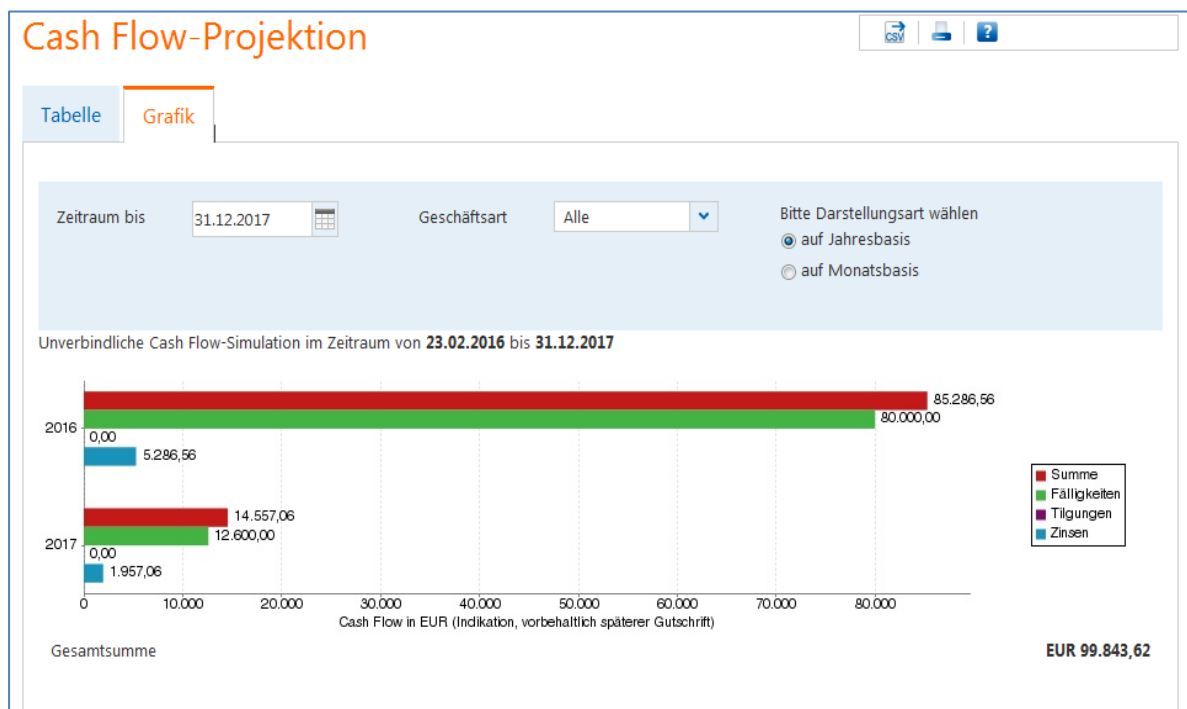 Cash Flow-Projektion
CSV
?
Tabelle Grafik
Zeitraum bis 31.12.2017 Geschäftsart Alle Bitte Darstellungsart wählen
auf Jahresbasis
auf Monatsbasis
Unverbindliche Cash Flow-Simulation im Zeitraum von 23.02.2016 bis 31.12.2017
85.286,56
80.000,00
2016
0,00
5.286,56
Summe
Fälligkeiten
Tilgungen
Zinsen
14.557,06
12.600,00
2017
0,00
1.957,06
0 10.000 20.000 30.000 40.000 50.000 60.000 70.000 80.000
Cash Flow in EUR (Indikation, vorbehaltlich späterer Gutschrift)
Gesamtsumme EUR 99.843,62